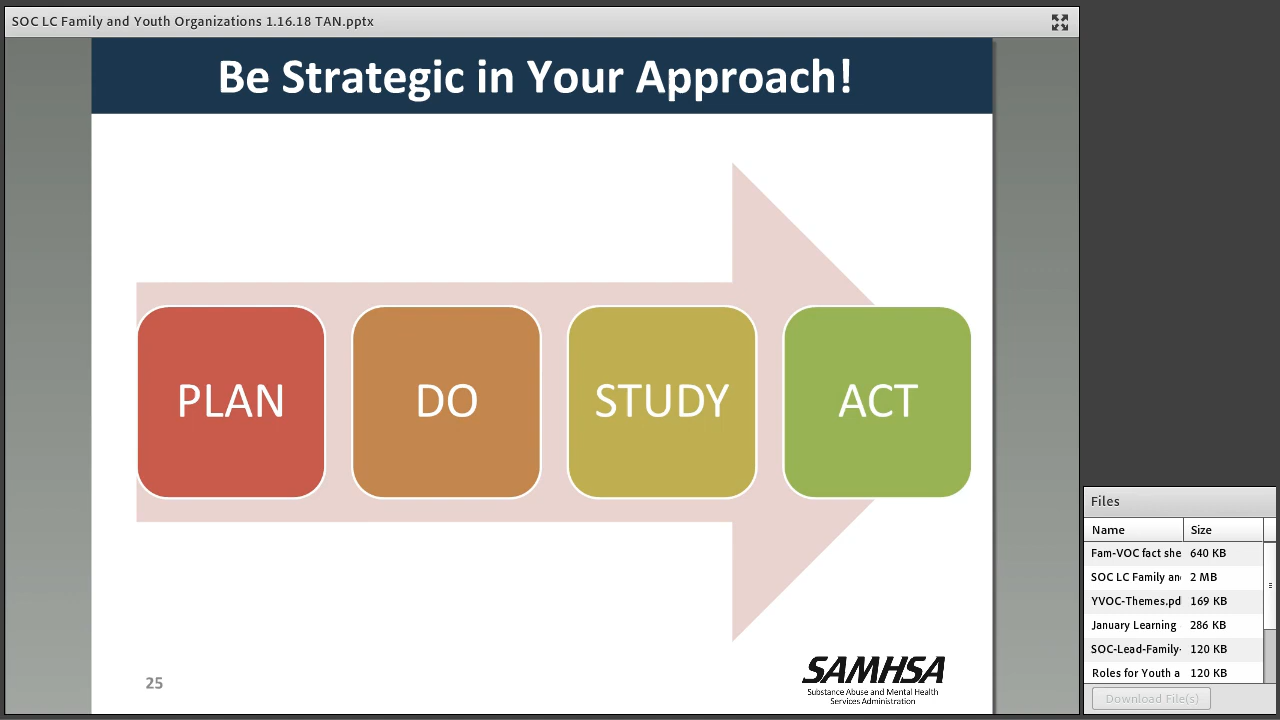 SOC LC Family and Youth Organizations 1.16.18 TAN.pptx
Be Strategic in Your Approach!
PLAN
DO
STUDY
ACT
25
SAMHSA
Substance Abuse and Mental Health
Services Administration
Files
Name Size
Fam-VOC fact she 640 KB
SOC LC Family an 2 MB
YVOC-Themes.pd 169 KB
January Learning 286 KB
SOC-Lead-Family- 120 KB
Roles for Youth a 120 KB
Download File(s)